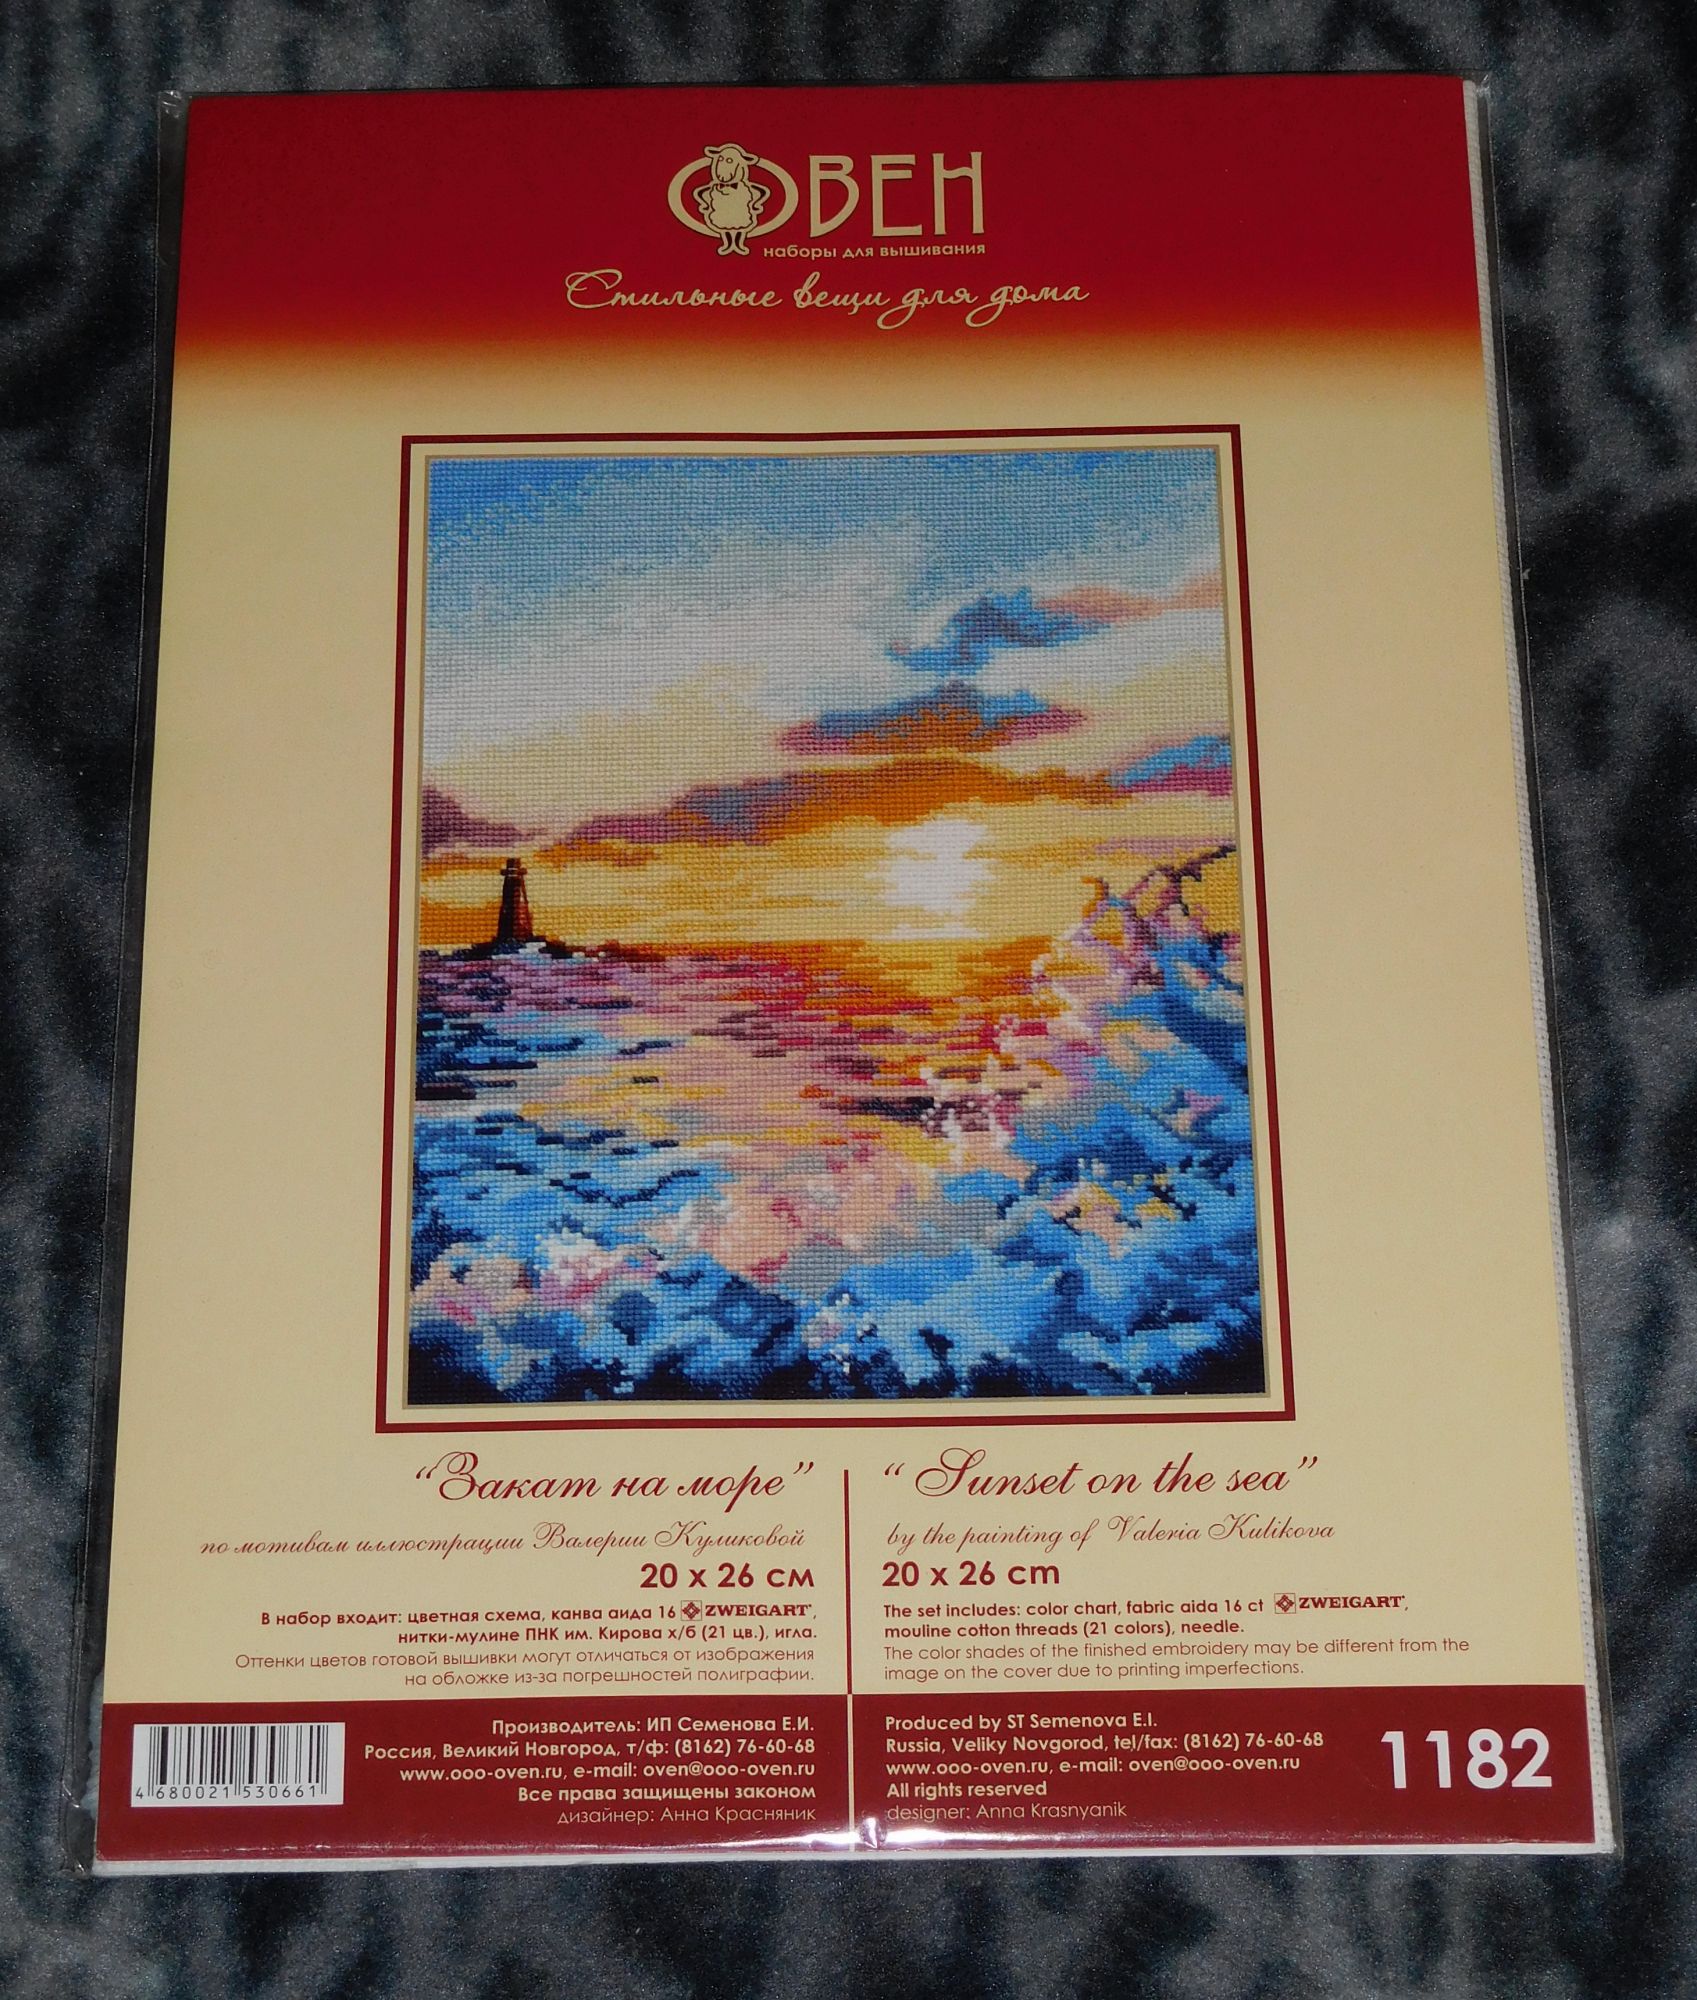 ОВЕН
наборы для вышивания
Стильные вещи для дома
"Закат на море"
по мотивам иллюстрации Валерии Куликовой
20 х 26 см
В набор входит: цветная схема, канва аида 16 ZWEIGART,
нитки-мулине ПНК им. Кирова х/б (21 цв.), игла.
Оттенки цветов готовой вышивки могут отличаться от изображения
на обложке из-за погрешностей полиграфии.
"Sunset on the sea"
by the painting of Valeria Kulikova
20 x 26 cm
The set includes: color chart, fabric aida 16 ct ZWEIGART,
mouline cotton threads (21 colors), needle.
The color shades of the finished embroidery may be different from the
image on the cover due to printing imperfections.
4 680021 530661
Производитель: ИП Семенова Е.И.
Россия, Великий Новгород, т/ф: (8162) 76-60-68
www.ooo-oven.ru, e-mail: oven@ooo-oven.ru
Все права защищены законом
дизайнер: Анна Красняник
Produced by ST Semenova E.I.
Russia, Veliky Novgorod, tel/fax: (8162) 76-60-68
www.ooo-oven.ru, e-mail: oven@ooo-oven.ru
All rights reserved
designer: Anna Krasnyanik
1182